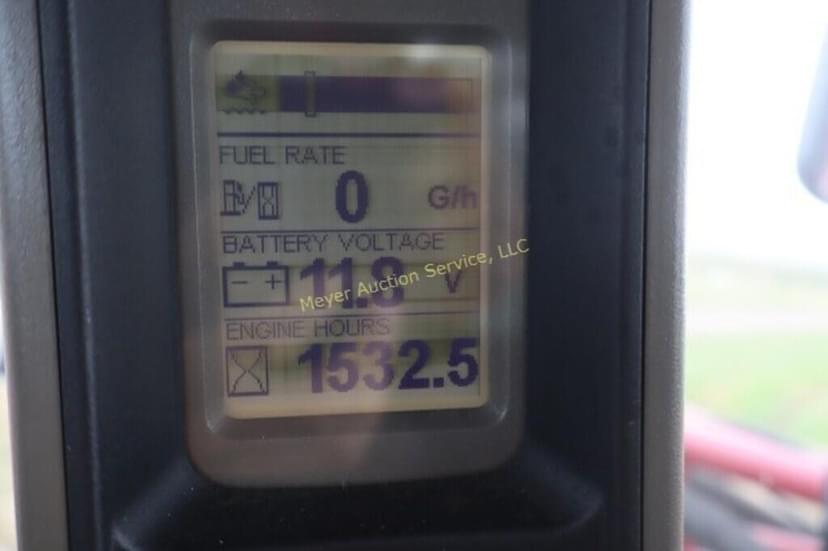 FUEL RATE
0 G/h
BATTERY VOLTAGE
- + 11.8 V
Meyer Auction Service, LLC
ENGINE HOURS
1532.5